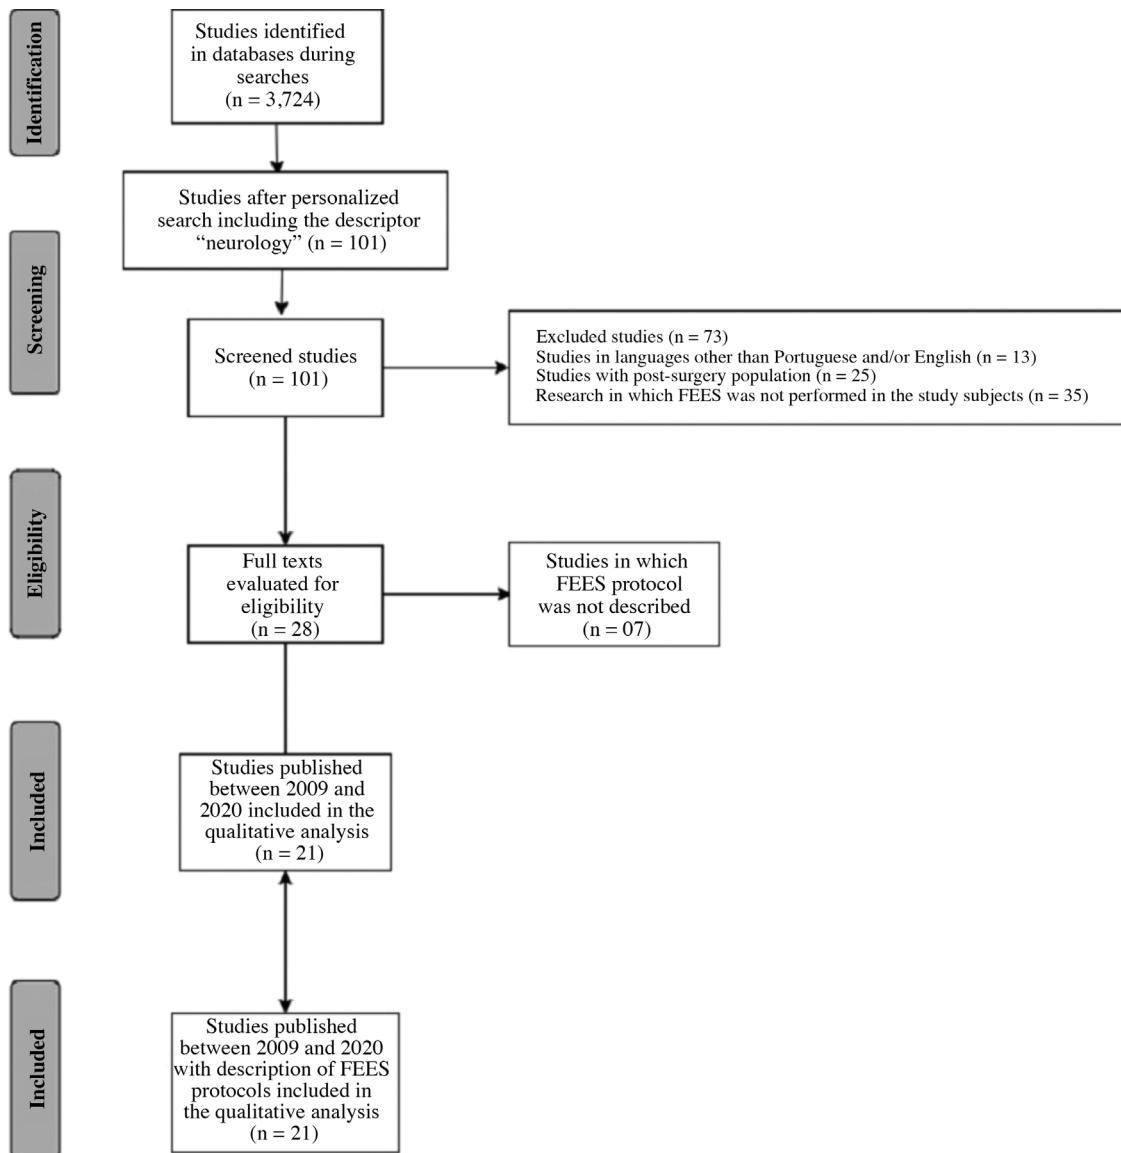 Identification
Studies identified
in databases during
searches
(n = 3,724)
Studies after personalized
search including the descriptor
“neurology” (n = 101)
Screening
Screened studies
(n = 101)
Excluded studies (n = 73)
Studies in languages other than Portuguese and/or English (n = 13)
Studies with post-surgery population (n = 25)
Research in which FEES was not performed in the study subjects (n = 35)
Eligibility
Full texts
evaluated for
eligibility
(n = 28)
Studies in which
FEES protocol
was not described
(n = 07)
Included
Studies published
between 2009 and
2020 included in the
qualitative analysis
(n = 21)
Included
Studies published
between 2009 and 2020
with description of FEES
protocols included in
the qualitative analysis
(n = 21)